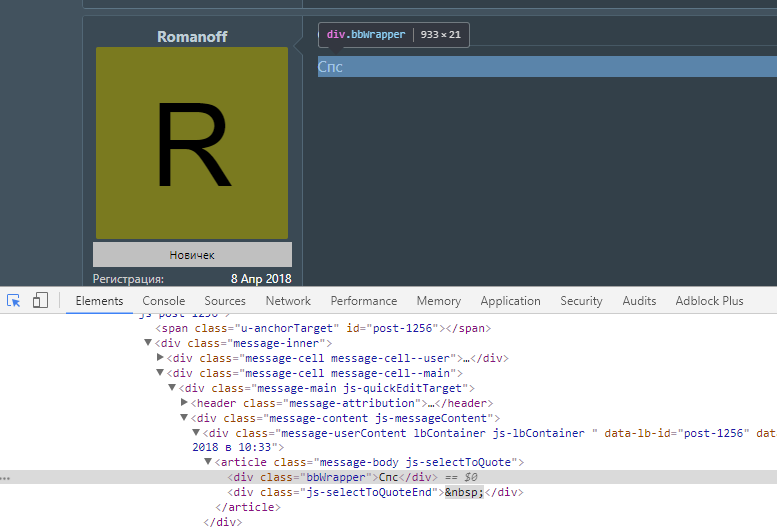 Romanoff
div.bbWrapper | 933 × 21
Спс
R
Новичек
Регистрация: 8 Апр 2018
Elements Console Sources Network Performance Memory Application Security Audits Adblock Plus
js-post-1256">
<span class="u-anchorTarget" id="post-1256"></span>
▼<div class="message-inner">
▶<div class="message-cell message-cell--user">…</div>
▼<div class="message-cell message-cell--main">
▼<div class="message-main js-quickEditTarget">
▶<header class="message-attribution">…</header>
▼<div class="message-content js-messageContent">
▼<div class="message-userContent lbContainer js-lbContainer " data-lb-id="post-1256" dat
2018 в 10:33">
▼<article class="message-body js-selectToQuote">
… <div class="bbWrapper">Спс</div> == $0
<div class="js-selectToQuoteEnd">&nbsp;</div>
</article>
</div>